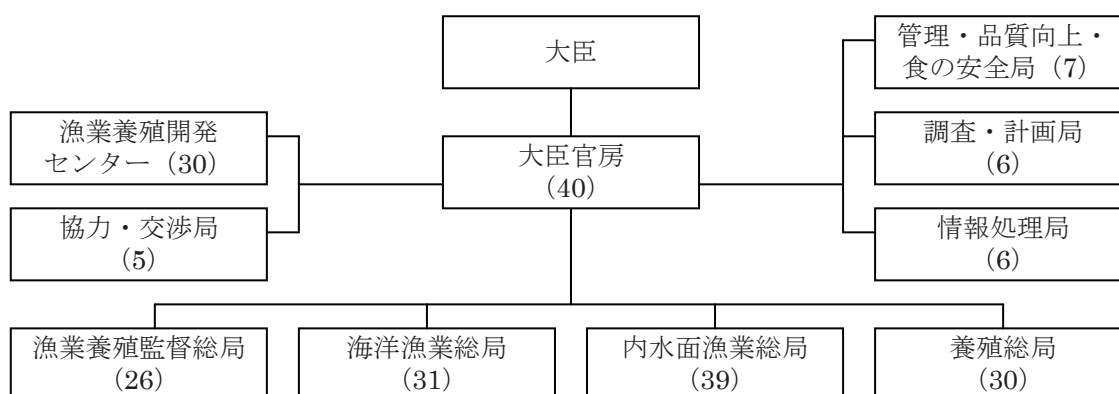 大臣
管理・品質向上・
食の安全局（7）
漁業養殖開発
センター（30）
大臣官房
（40）
調査・計画局
（6）
協力・交渉局
（5）
情報処理局
（6）
漁業養殖監督総局
（26）
海洋漁業総局
（31）
内水面漁業総局
（39）
養殖総局
（30）